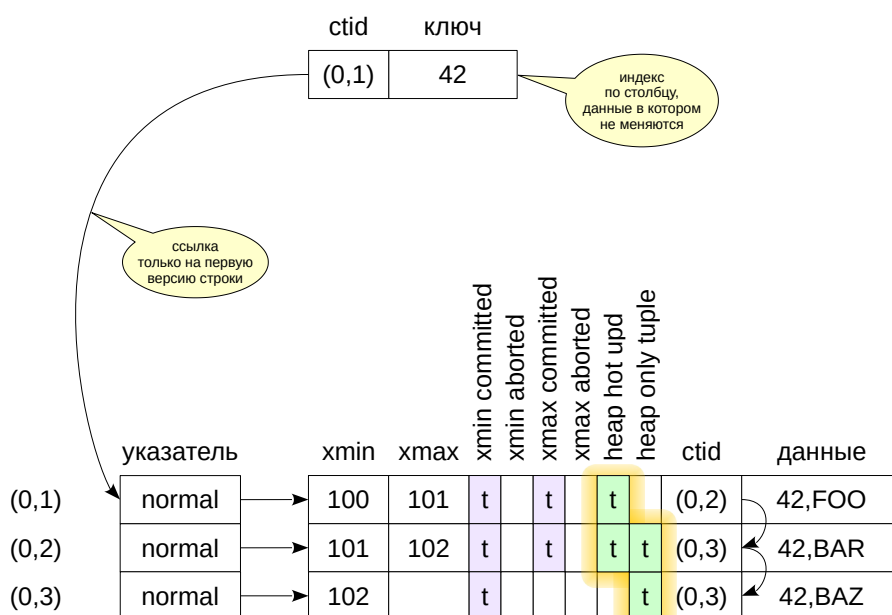 ctid ключ
(0,1) 42
индекс
по столбцу,
данные в котором
не меняются
ссылка
только на первую
версию строки
xmin committed
xmin aborted
xmax committed
xmax aborted
heap hot upd
heap only tuple
указатель xmin xmax ctid данные
(0,1) normal 100 101 t t t (0,2) 42,FOO
(0,2) normal 101 102 t t t t (0,3) 42,BAR
(0,3) normal 102 t t (0,3) 42,BAZ